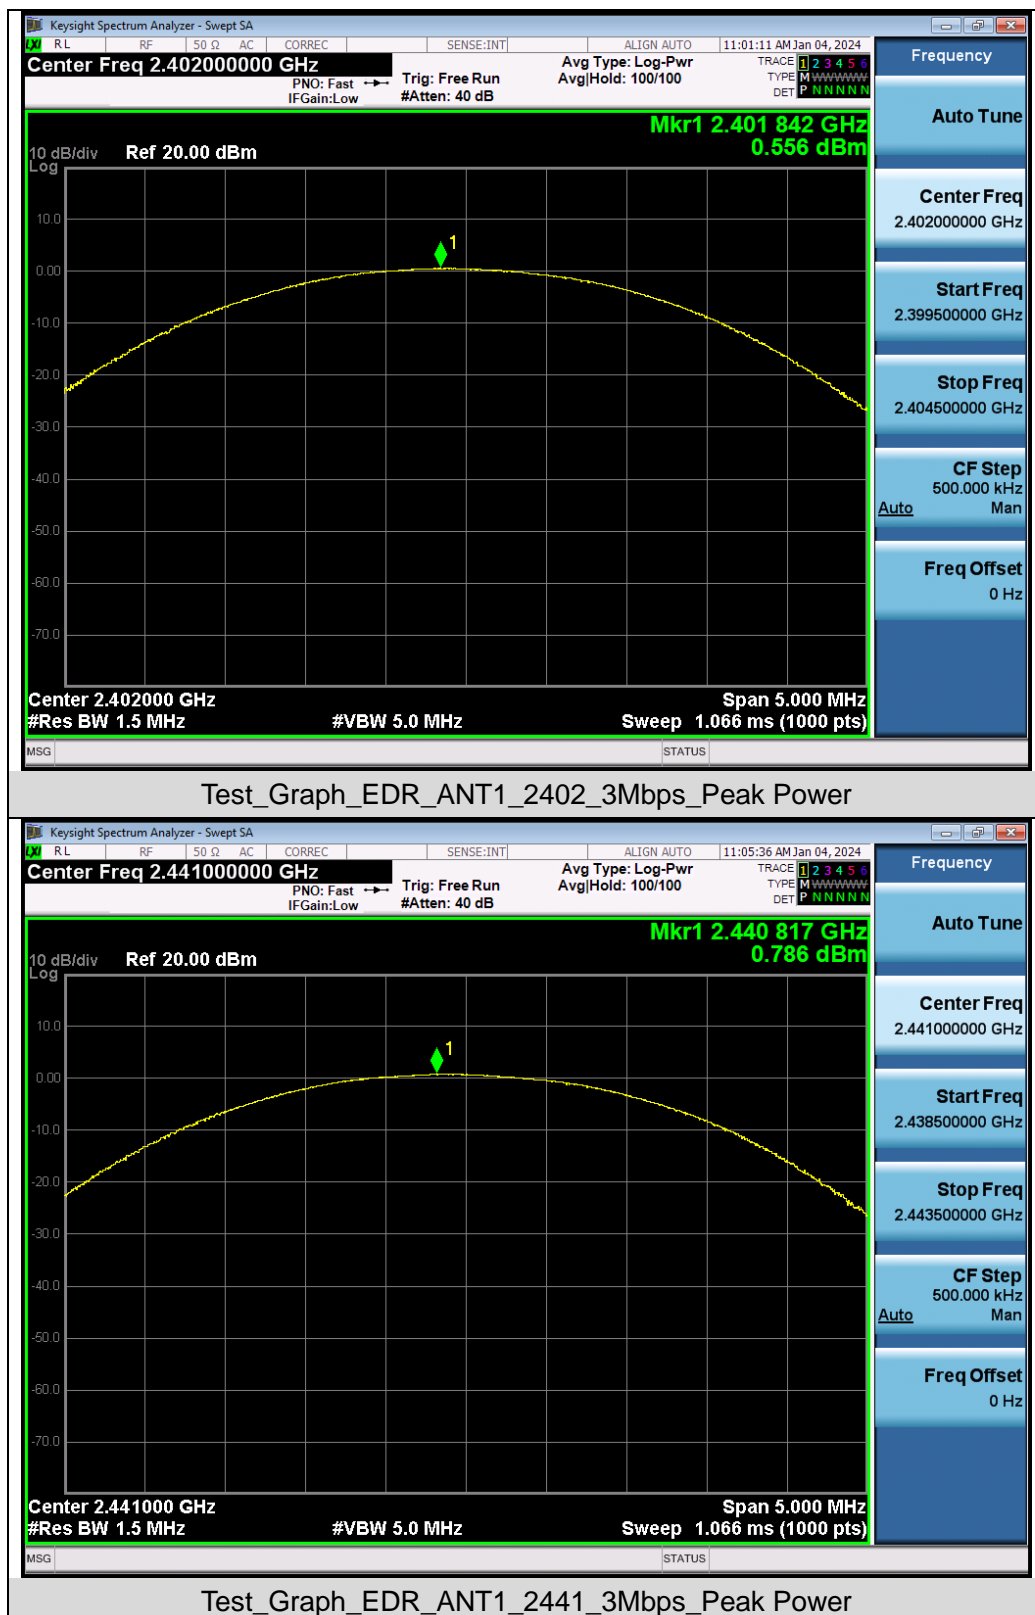 Keysight Spectrum Analyzer - Swept SA
LXI RL RF 50 Ω AC CORREC SENSE:INT ALIGN AUTO 11:01:11 AM Jan 04, 2024
Center Freq 2.402000000 GHz
PNO: Fast
IFGain:Low
Trig: Free Run
#Atten: 40 dB
Avg Type: Log-Pwr
Avg|Hold: 100/100
TRACE 1 2 3 4 5 6
TYPE M WWWWW
DET P N N N N N
Mkr1 2.401 842 GHz
0.556 dBm
10 dB/div Ref 20.00 dBm
Log
10.0
1
0.00
-10.0
-20.0
-30.0
-40.0
-50.0
-60.0
-70.0
Center 2.402000 GHz Span 5.000 MHz
#Res BW 1.5 MHz #VBW 5.0 MHz Sweep 1.066 ms (1000 pts)
MSG STATUS
Frequency
Auto Tune
Center Freq
2.402000000 GHz
Start Freq
2.399500000 GHz
Stop Freq
2.404500000 GHz
CF Step
500.000 kHz
Auto Man
Freq Offset
0 Hz
Test_Graph_EDR_ANT1_2402_3Mbps_Peak Power
Keysight Spectrum Analyzer - Swept SA
LXI RL RF 50 Ω AC CORREC SENSE:INT ALIGN AUTO 11:05:36 AM Jan 04, 2024
Center Freq 2.441000000 GHz
PNO: Fast
IFGain:Low
Trig: Free Run
#Atten: 40 dB
Avg Type: Log-Pwr
Avg|Hold: 100/100
TRACE 1 2 3 4 5 6
TYPE M WWWWW
DET P N N N N N
Mkr1 2.440 817 GHz
0.786 dBm
10 dB/div Ref 20.00 dBm
Log
10.0
1
0.00
-10.0
-20.0
-30.0
-40.0
-50.0
-60.0
-70.0
Center 2.441000 GHz Span 5.000 MHz
#Res BW 1.5 MHz #VBW 5.0 MHz Sweep 1.066 ms (1000 pts)
MSG STATUS
Frequency
Auto Tune
Center Freq
2.441000000 GHz
Start Freq
2.438500000 GHz
Stop Freq
2.443500000 GHz
CF Step
500.000 kHz
Auto Man
Freq Offset
0 Hz
Test_Graph_EDR_ANT1_2441_3Mbps_Peak Power